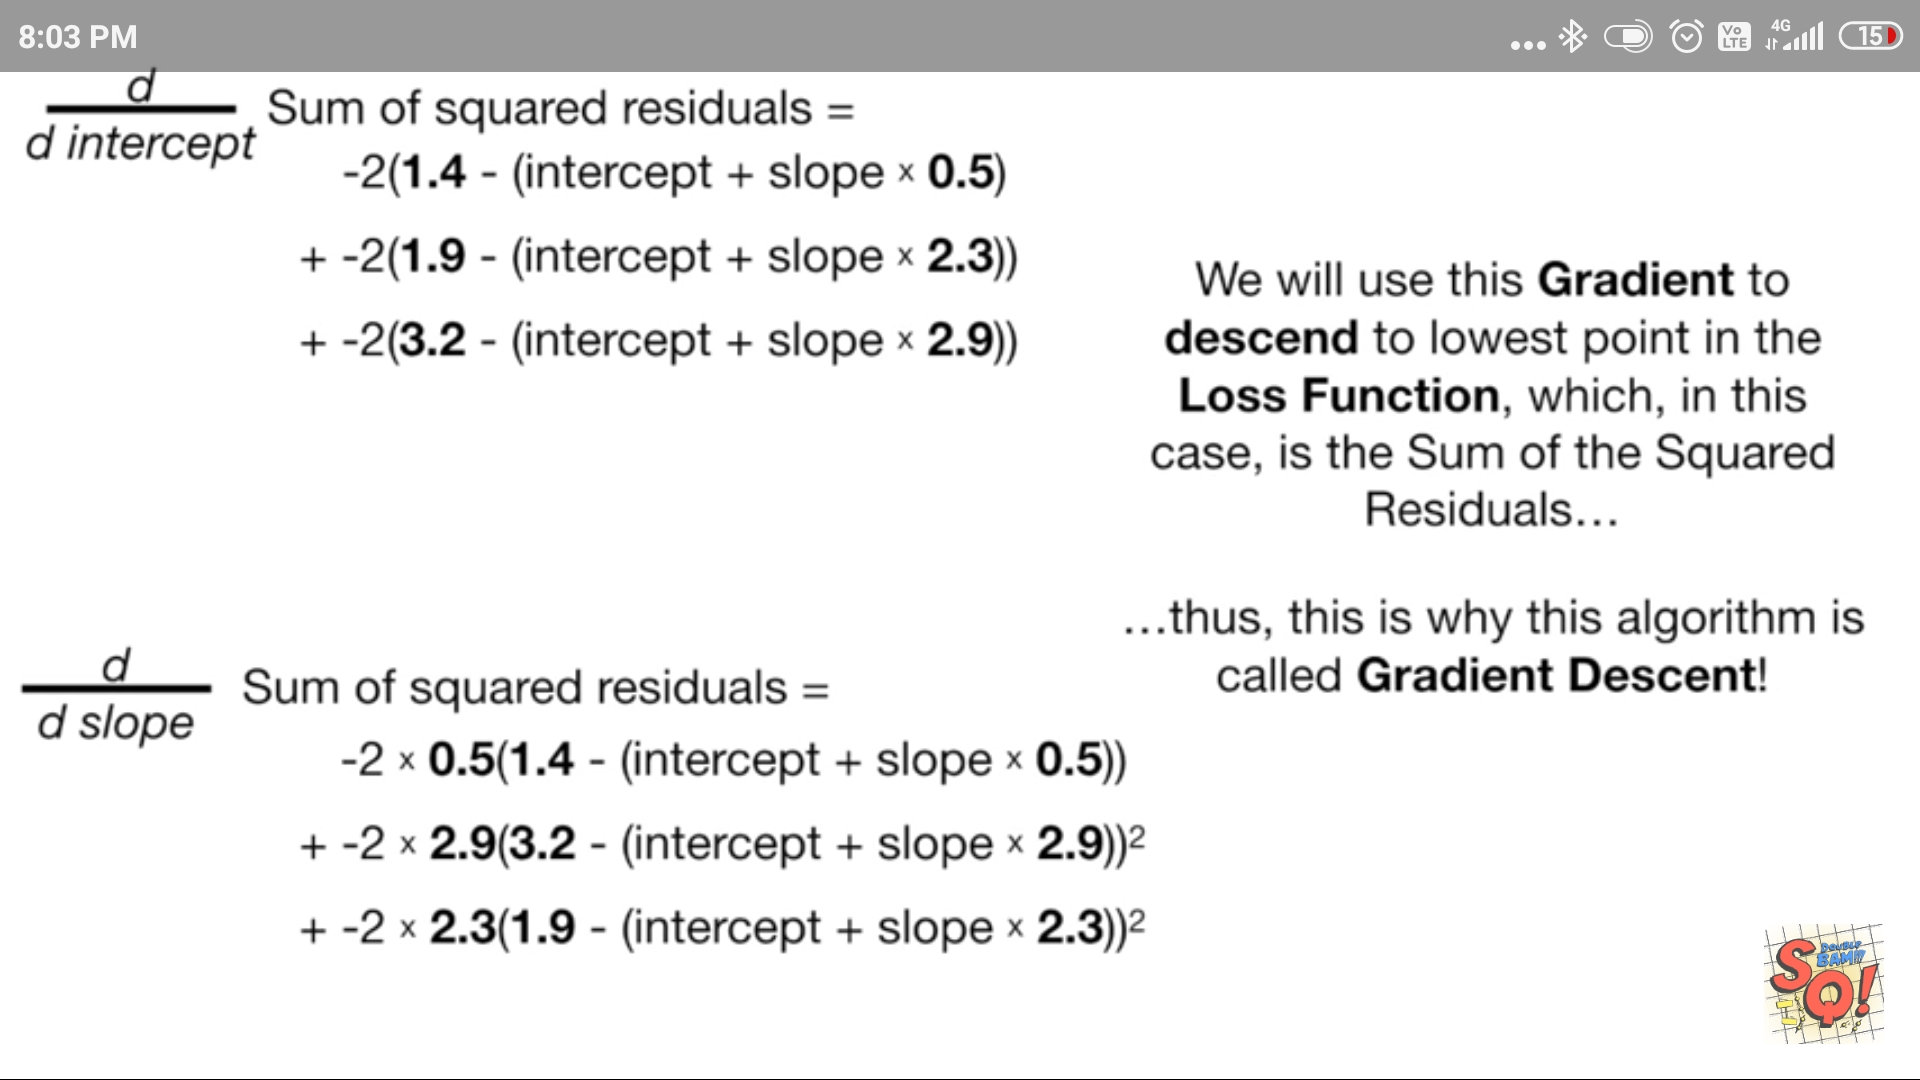 8:03 PM
Vo LTE
4G
15
d
d intercept
Sum of squared residuals =
-2(1.4 - (intercept + slope × 0.5)
+ -2(1.9 - (intercept + slope × 2.3))
+ -2(3.2 - (intercept + slope × 2.9))
We will use this Gradient to
descend to lowest point in the
Loss Function, which, in this
case, is the Sum of the Squared
Residuals…
…thus, this is why this algorithm is
called Gradient Descent!
d
d slope
Sum of squared residuals =
-2 × 0.5(1.4 - (intercept + slope × 0.5))
+ -2 × 2.9(3.2 - (intercept + slope × 2.9))²
+ -2 × 2.3(1.9 - (intercept + slope × 2.3))²
DOUBLE
BAM!!
SQ!